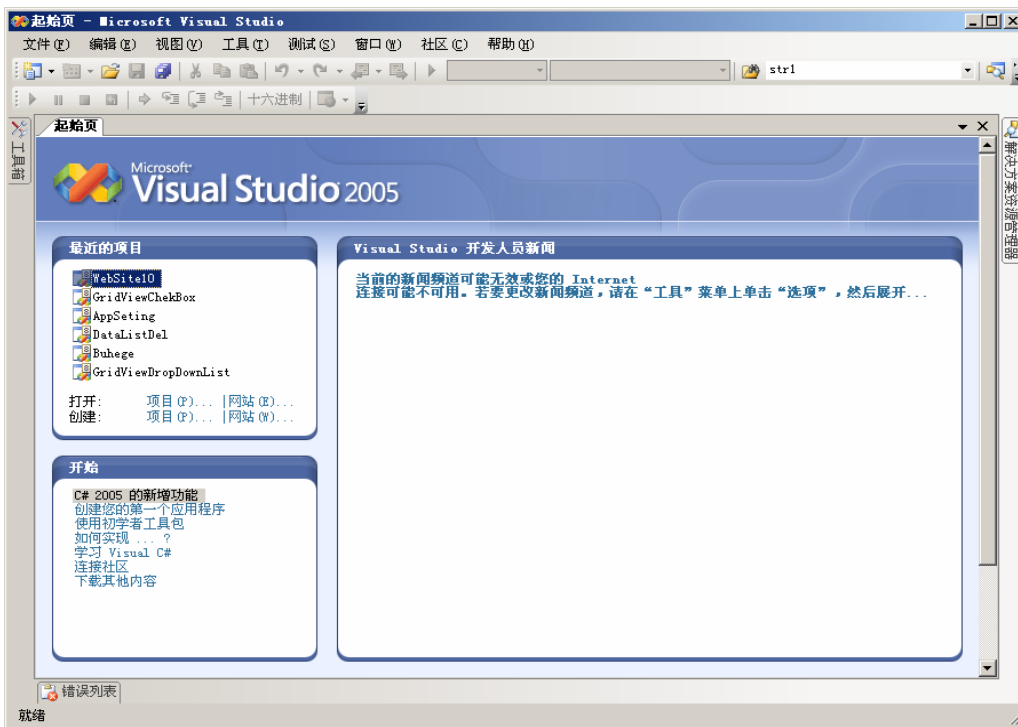 起始页 - Microsoft Visual Studio
文件(F) 编辑(E) 视图(V) 工具(T) 测试(S) 窗口(W) 社区(C) 帮助(H)
str1
十六进制
起始页
工具箱
解决方案资源管理器
Microsoft
Visual Studio 2005
最近的项目
WebSite10
GridViewChekBox
AppSeting
DataListDel
Buhege
GridViewDropDownList
打开: 项目(P)... |网站(E)...
创建: 项目(P)... |网站(W)...
开始
C# 2005 的新增功能
创建您的第一个应用程序
使用初学者工具包
如何实现 ... ?
学习 Visual C#
连接社区
下载其他内容
Visual Studio 开发人员新闻
当前的新闻频道可能无效或您的 Internet
连接可能不可用。若要更改新闻频道，请在“工具”菜单上单击“选项”，然后展开...
错误列表
就绪